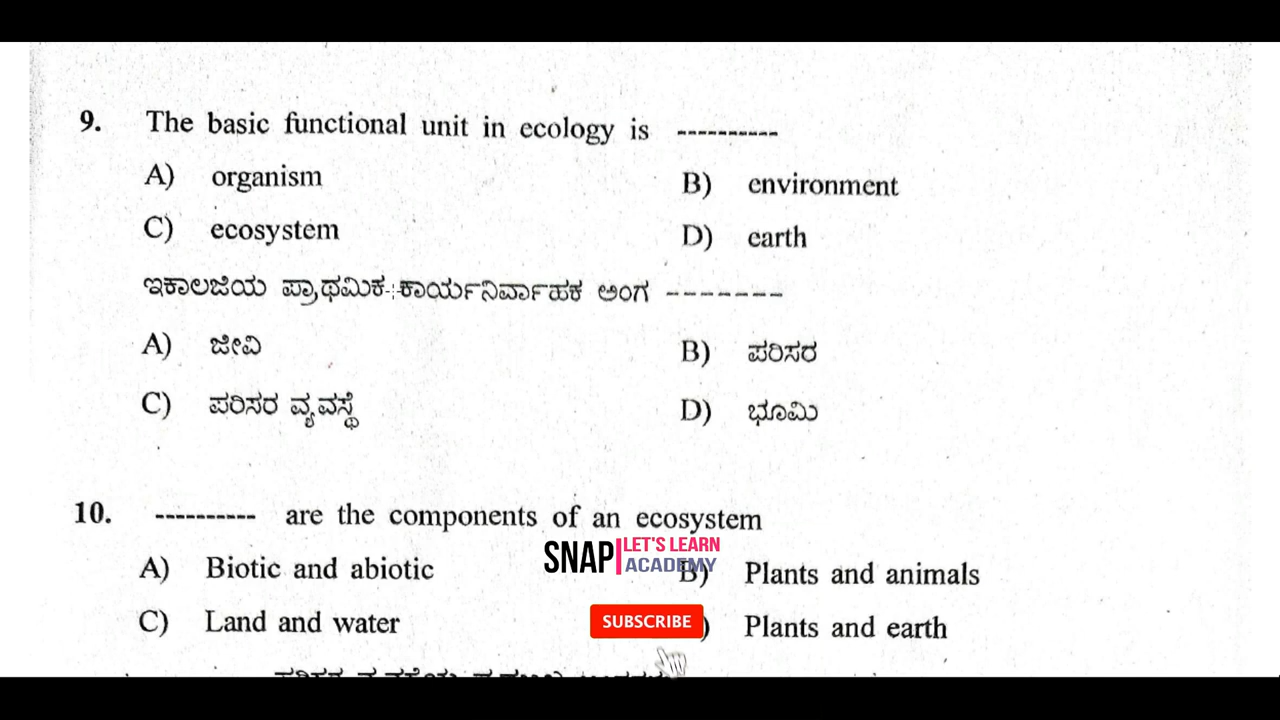 9. The basic functional unit in ecology is ----------
A) organism B) environment
C) ecosystem D) earth
ಇಕಾಲಜಿಯ ಪ್ರಾಥಮಿಕ ಕಾರ್ಯನಿರ್ವಾಹಕ ಅಂಗ -------
A) ಜೀವಿ B) ಪರಿಸರ
C) ಪರಿಸರ ವ್ಯವಸ್ಥೆ D) ಭೂಮಿ
10. ---------- are the components of an ecosystem
SNAP LET'S LEARN
ACADEMY
A) Biotic and abiotic B) Plants and animals
C) Land and water ) Plants and earth
SUBSCRIBE